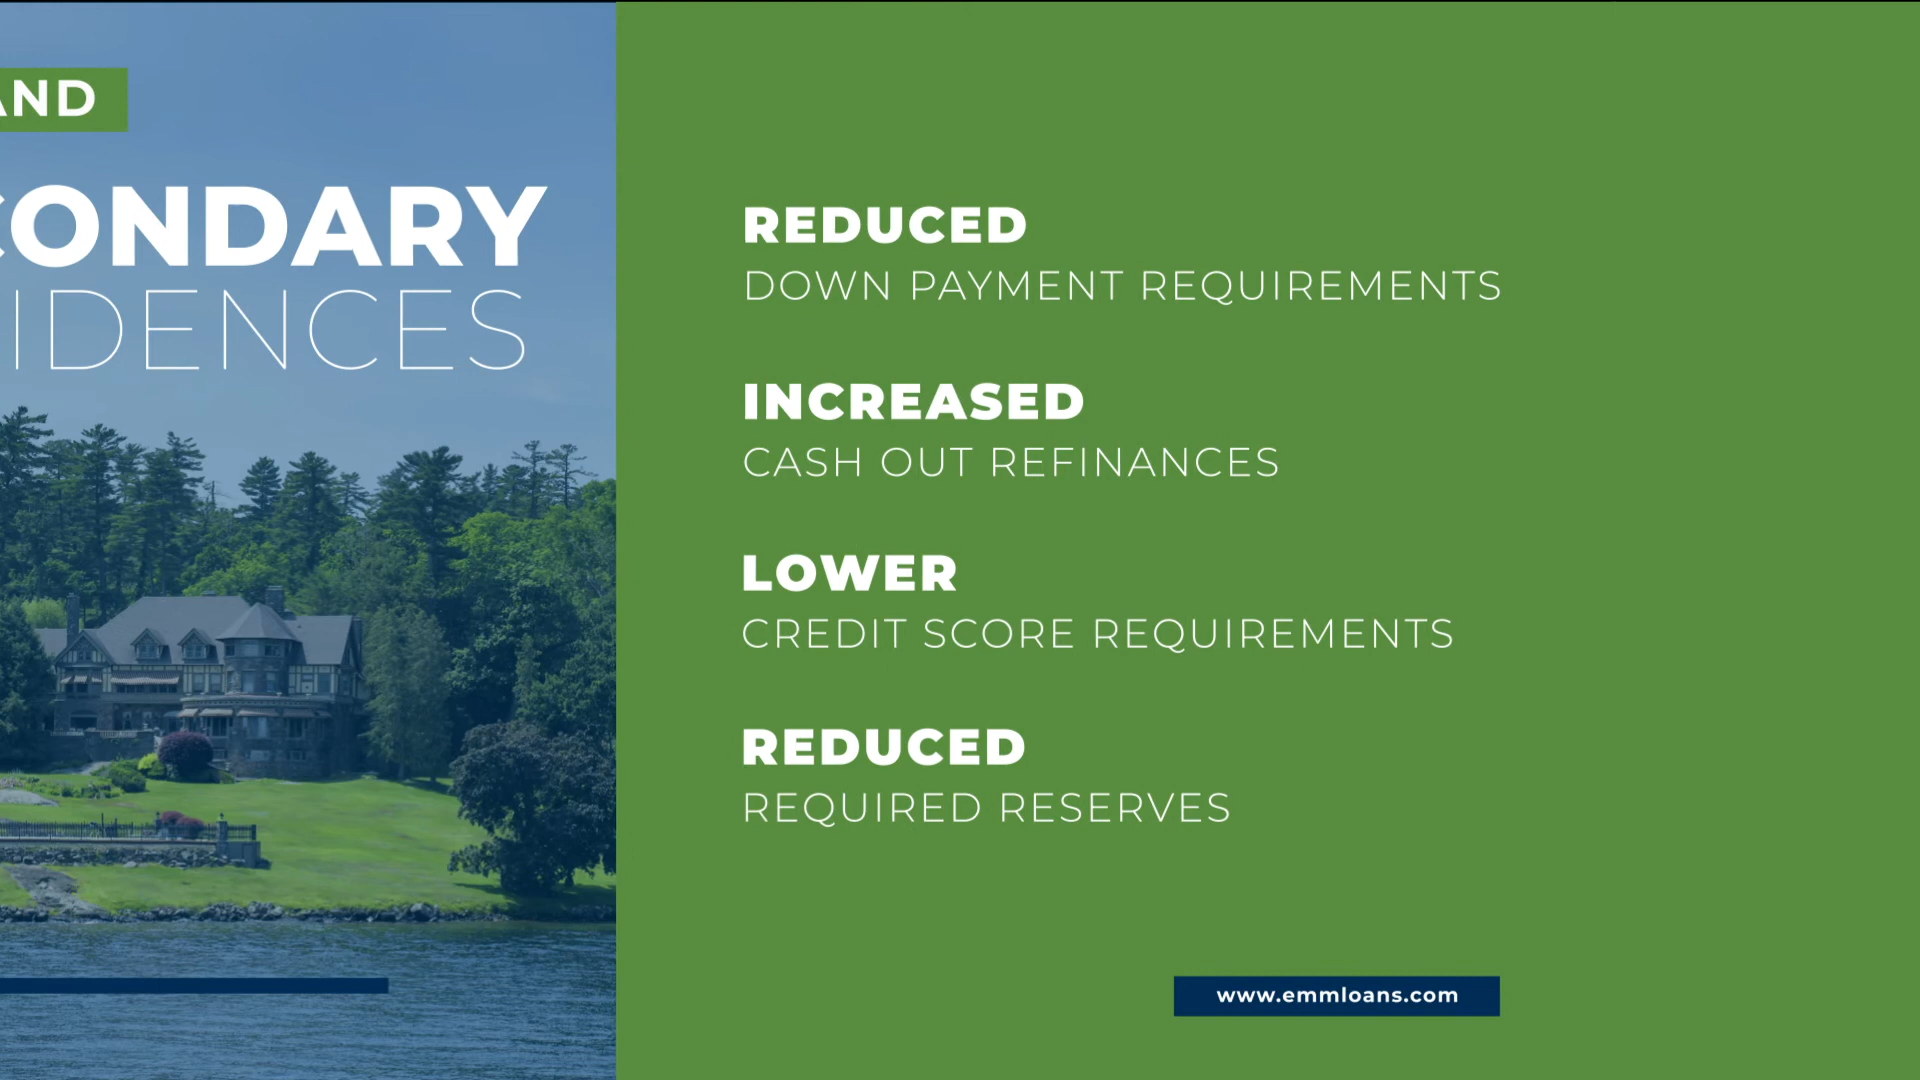 AND
CONDARY
IDENCES
REDUCED
DOWN PAYMENT REQUIREMENTS
INCREASED
CASH OUT REFINANCES
LOWER
CREDIT SCORE REQUIREMENTS
REDUCED
REQUIRED RESERVES
www.emmloans.com